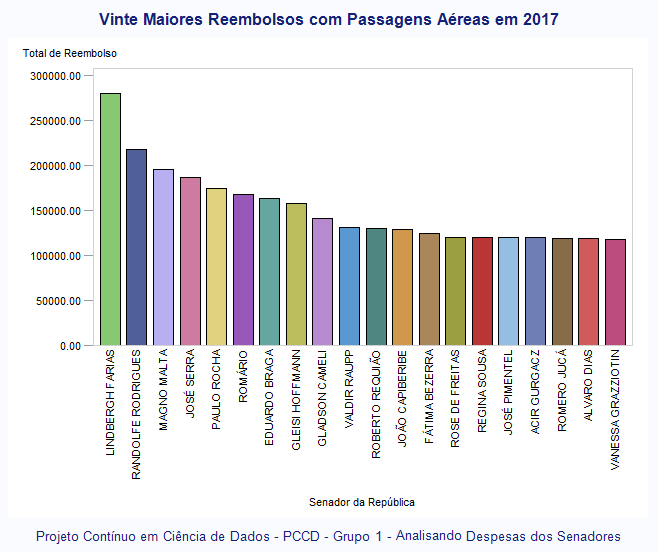 Vinte Maiores Reembolsos com Passagens Aéreas em 2017
Total de Reembolso
300000.00
250000.00
200000.00
150000.00
100000.00
50000.00
0.00
LINDBERGH FARIAS
RANDOLFE RODRIGUES
MAGNO MALTA
JOSÉ SERRA
PAULO ROCHA
ROMÁRIO
EDUARDO BRAGA
GLEISI HOFFMANN
GLADSON CAMELI
VALDIR RAUPP
ROBERTO REQUIÃO
JOÃO CAPIBERIBE
FÁTIMA BEZERRA
ROSE DE FREITAS
REGINA SOUSA
JOSÉ PIMENTEL
ACIR GURGACZ
ROMERO JUCÁ
ALVARO DIAS
VANESSA GRAZZIOTIN
Senador da República
Projeto Contínuo em Ciência de Dados - PCCD - Grupo 1 - Analisando Despesas dos Senadores